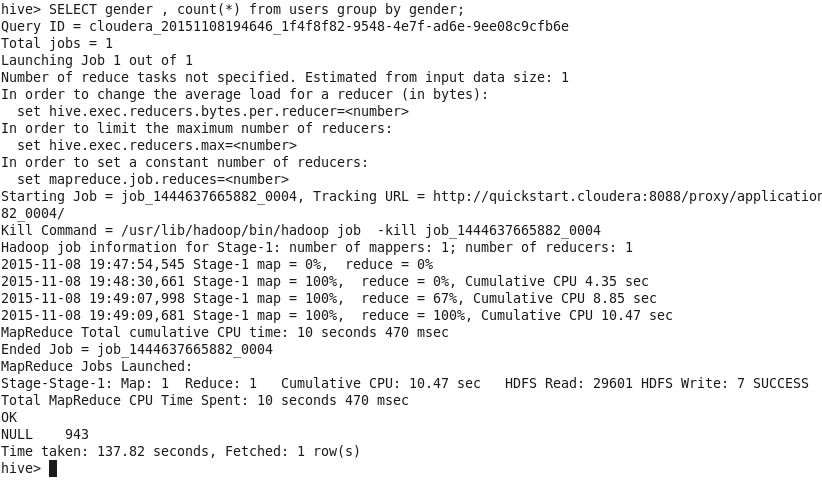 hive> SELECT gender , count(*) from users group by gender;
Query ID = cloudera_20151108194646_1f4f8f82-9548-4e7f-ad6e-9ee08c9cfb6e
Total jobs = 1
Launching Job 1 out of 1
Number of reduce tasks not specified. Estimated from input data size: 1
In order to change the average load for a reducer (in bytes):
  set hive.exec.reducers.bytes.per.reducer=<number>
In order to limit the maximum number of reducers:
  set hive.exec.reducers.max=<number>
In order to set a constant number of reducers:
  set mapreduce.job.reduces=<number>
Starting Job = job_1444637665882_0004, Tracking URL = http://quickstart.cloudera:8088/proxy/application
82_0004/
Kill Command = /usr/lib/hadoop/bin/hadoop job  -kill job_1444637665882_0004
Hadoop job information for Stage-1: number of mappers: 1; number of reducers: 1
2015-11-08 19:47:54,545 Stage-1 map = 0%,  reduce = 0%
2015-11-08 19:48:30,661 Stage-1 map = 100%,  reduce = 0%, Cumulative CPU 4.35 sec
2015-11-08 19:49:07,998 Stage-1 map = 100%,  reduce = 67%, Cumulative CPU 8.85 sec
2015-11-08 19:49:09,681 Stage-1 map = 100%,  reduce = 100%, Cumulative CPU 10.47 sec
MapReduce Total cumulative CPU time: 10 seconds 470 msec
Ended Job = job_1444637665882_0004
MapReduce Jobs Launched:
Stage-Stage-1: Map: 1  Reduce: 1   Cumulative CPU: 10.47 sec   HDFS Read: 29601 HDFS Write: 7 SUCCESS
Total MapReduce CPU Time Spent: 10 seconds 470 msec
OK
NULL    943
Time taken: 137.82 seconds, Fetched: 1 row(s)
hive>